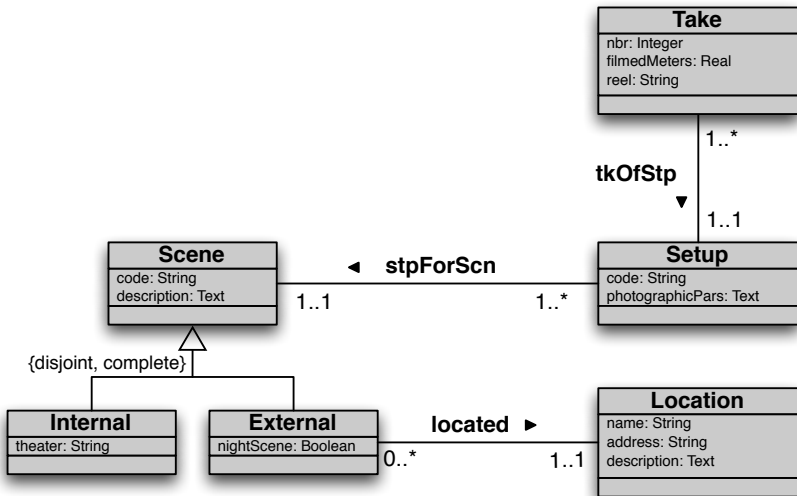 Take
nbr: Integer
filmedMeters: Real
reel: String
1..*
tkOfStp
1..1
Scene
code: String
description: Text
stpForScn
1..1
1..*
Setup
code: String
photographicPars: Text
{disjoint, complete}
Internal
theater: String
External
nightScene: Boolean
located
0..*
1..1
Location
name: String
address: String
description: Text